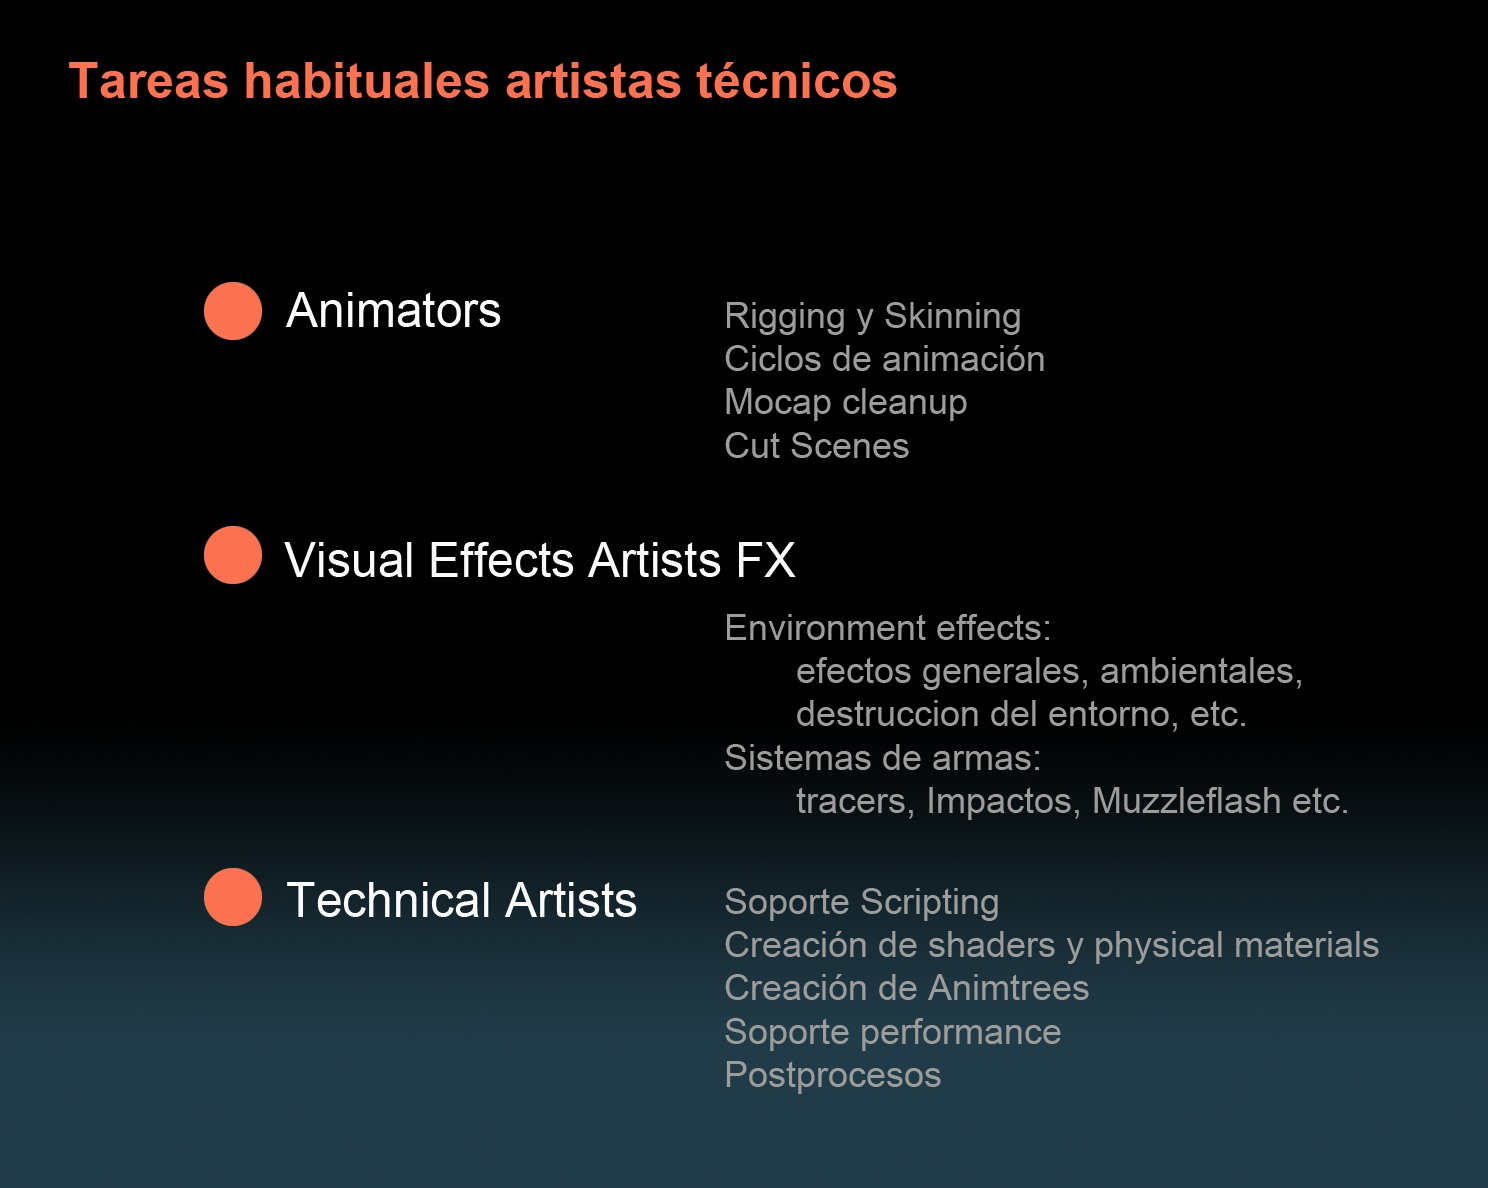 Tareas habituales artistas técnicos
Animators
Rigging y Skinning
Ciclos de animación
Mocap cleanup
Cut Scenes
Visual Effects Artists FX
Environment effects:
efectos generales, ambientales,
destruccion del entorno, etc.
Sistemas de armas:
tracers, Impactos, Muzzleflash etc.
Technical Artists
Soporte Scripting
Creación de shaders y physical materials
Creación de Animtrees
Soporte performance
Postprocesos